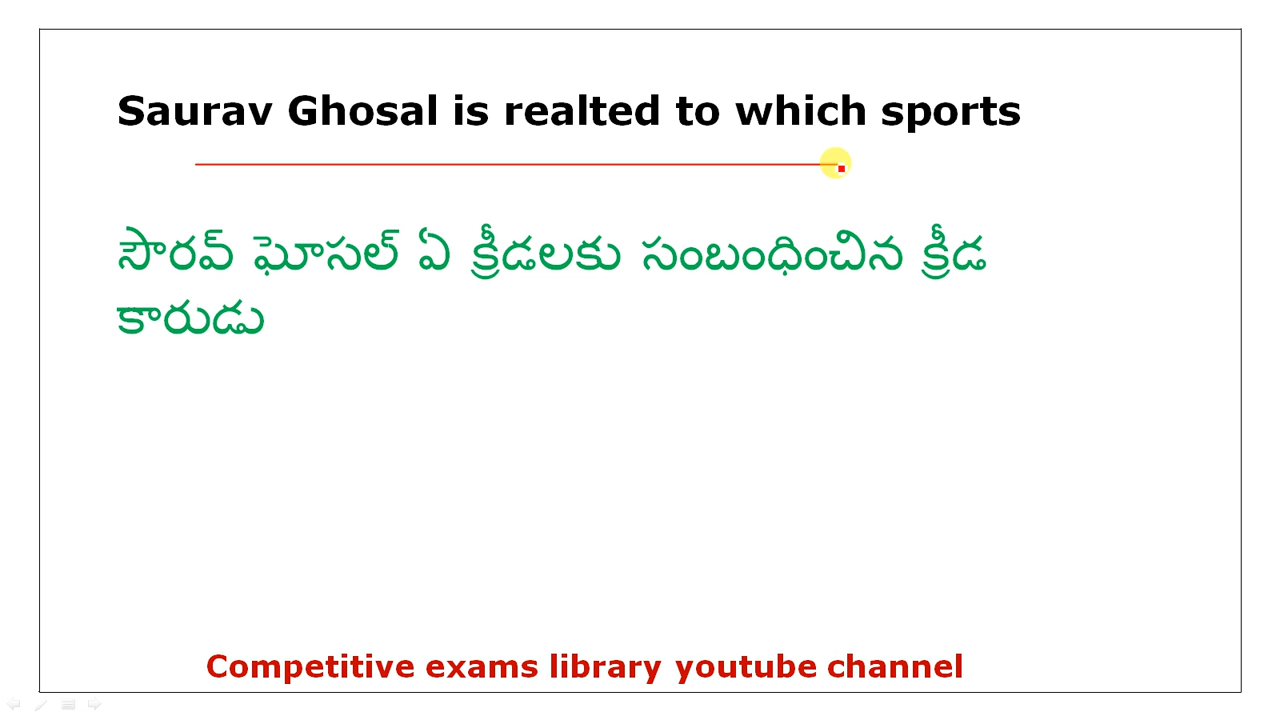 Saurav Ghosal is realted to which sports
సౌరవ్ ఘోసల్ ఏ క్రీడలకు సంబంధించిన క్రీడ
కారుడు
Competitive exams library youtube channel